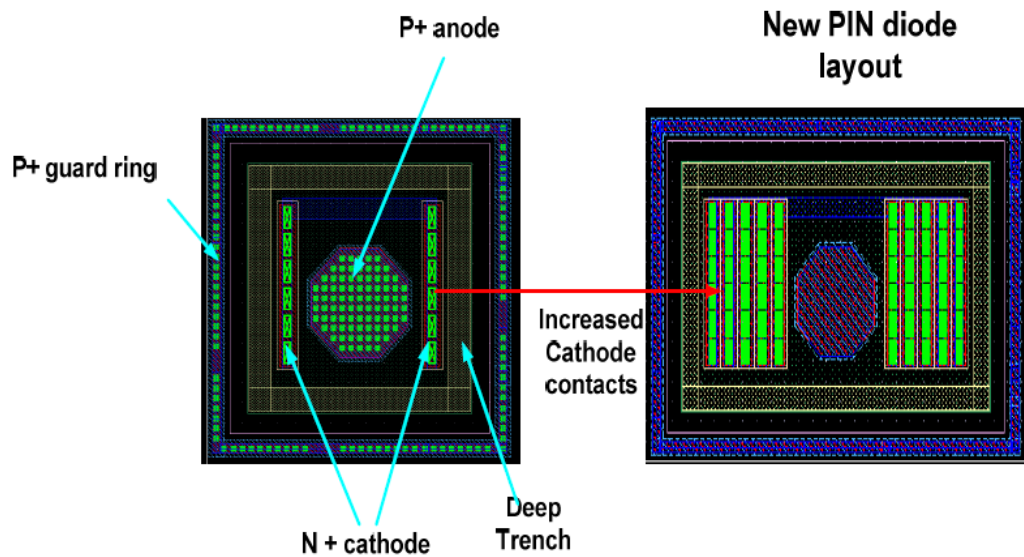 P+ anode
New PIN diode
layout
P+ guard ring
Increased
Cathode
contacts
Deep
Trench
N + cathode